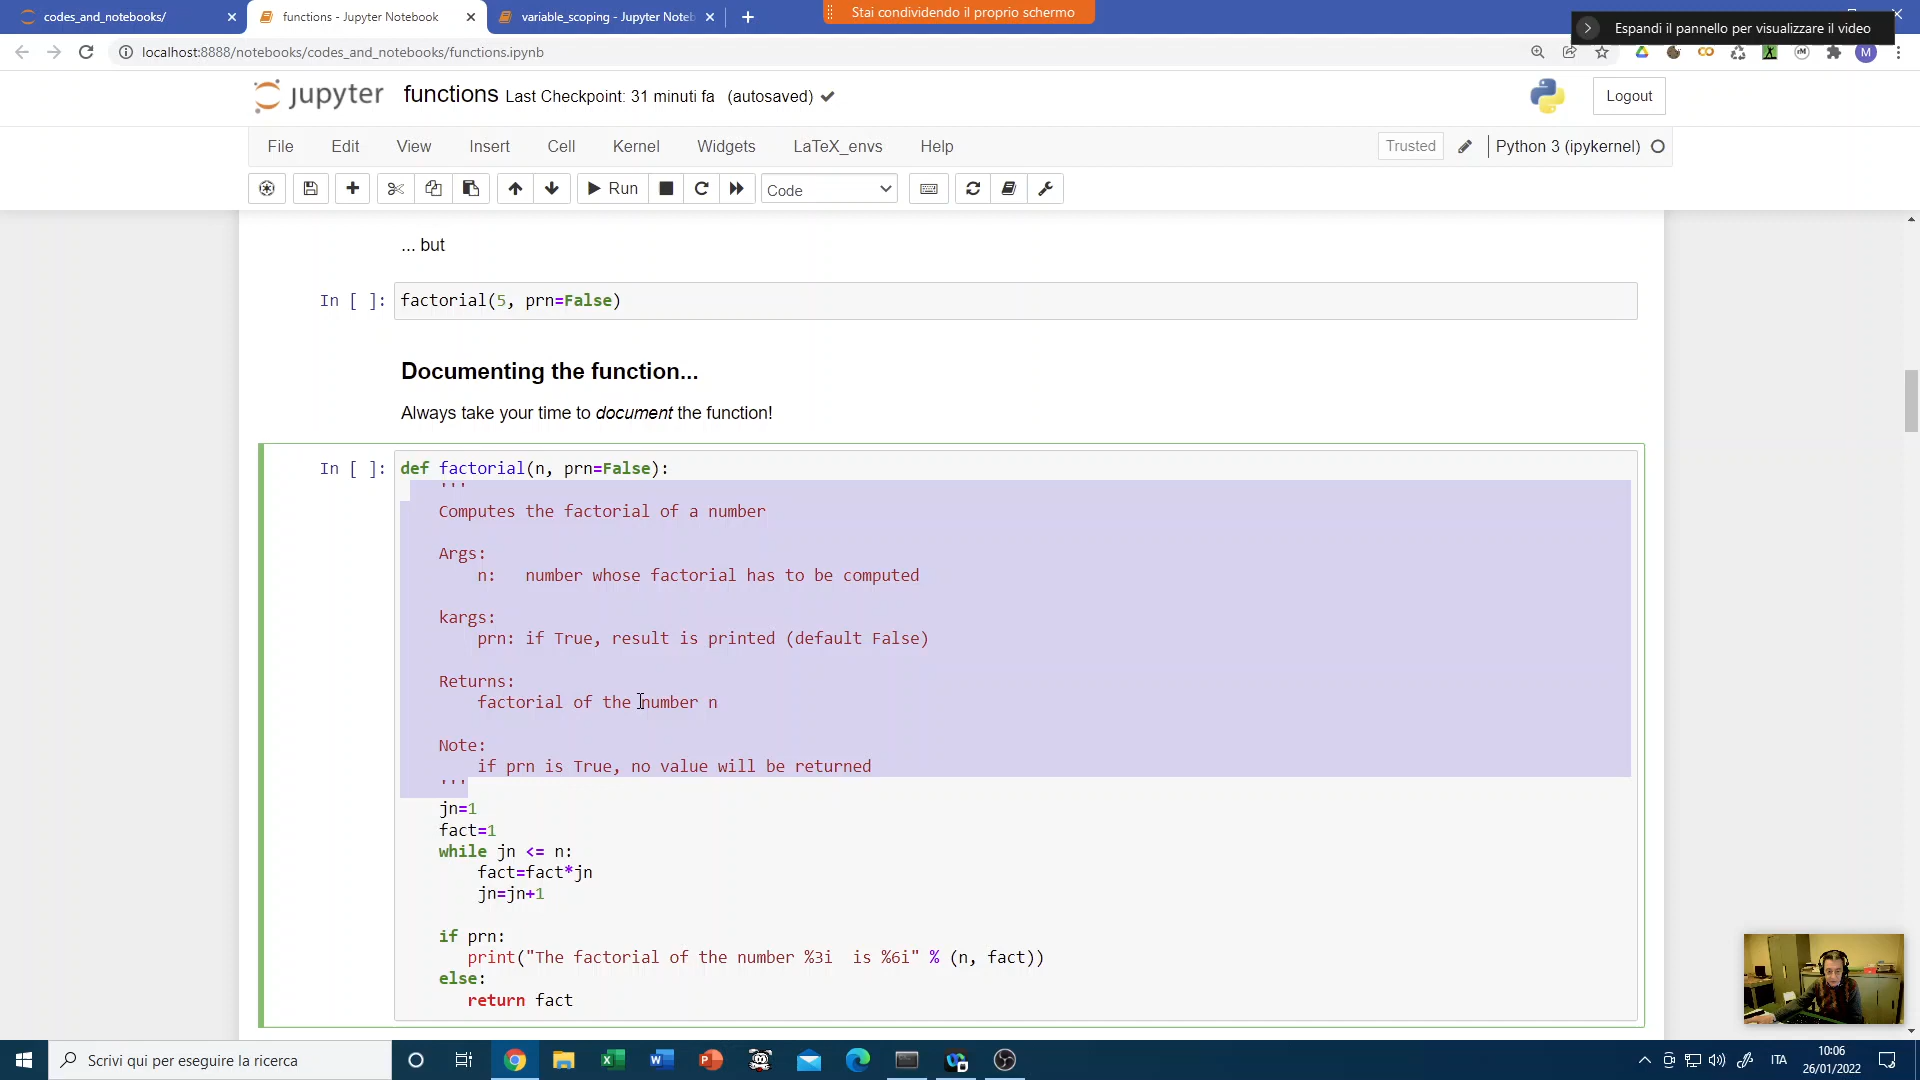 codes_and_notebooks/
functions - Jupyter Notebook
variable_scoping - Jupyter Noteb
Stai condividendo il proprio schermo
Espandi il pannello per visualizzare il video
localhost:8888/notebooks/codes_and_notebooks/functions.ipynb
jupyter functions Last Checkpoint: 31 minuti fa (autosaved)
Logout
File Edit View Insert Cell Kernel Widgets LaTeX_envs Help
Trusted
Python 3 (ipykernel)
Run
Code
... but
In [ ]: factorial(5, prn=False)
Documenting the function...
Always take your time to document the function!
In [ ]: def factorial(n, prn=False):
'''
Computes the factorial of a number
Args:
n: number whose factorial has to be computed
kargs:
prn: if True, result is printed (default False)
Returns:
factorial of the number n
Note:
if prn is True, no value will be returned
'''
jn=1
fact=1
while jn <= n:
fact=fact*jn
jn=jn+1
if prn:
print("The factorial of the number %3i  is %6i" % (n, fact))
else:
return fact
Scrivi qui per eseguire la ricerca
ITA
10:06
26/01/2022